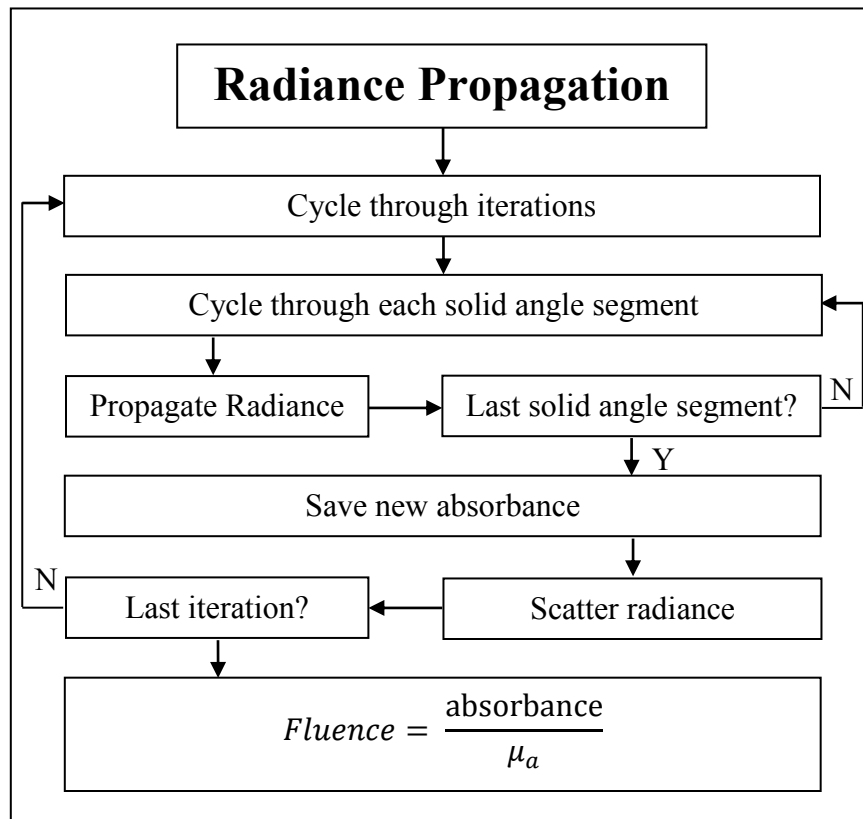 Radiance Propagation
Cycle through iterations
Cycle through each solid angle segment
Propagate Radiance
Last solid angle segment?
N
Y
Save new absorbance
N
Last iteration?
Scatter radiance
Fluence = absorbance / μₐ